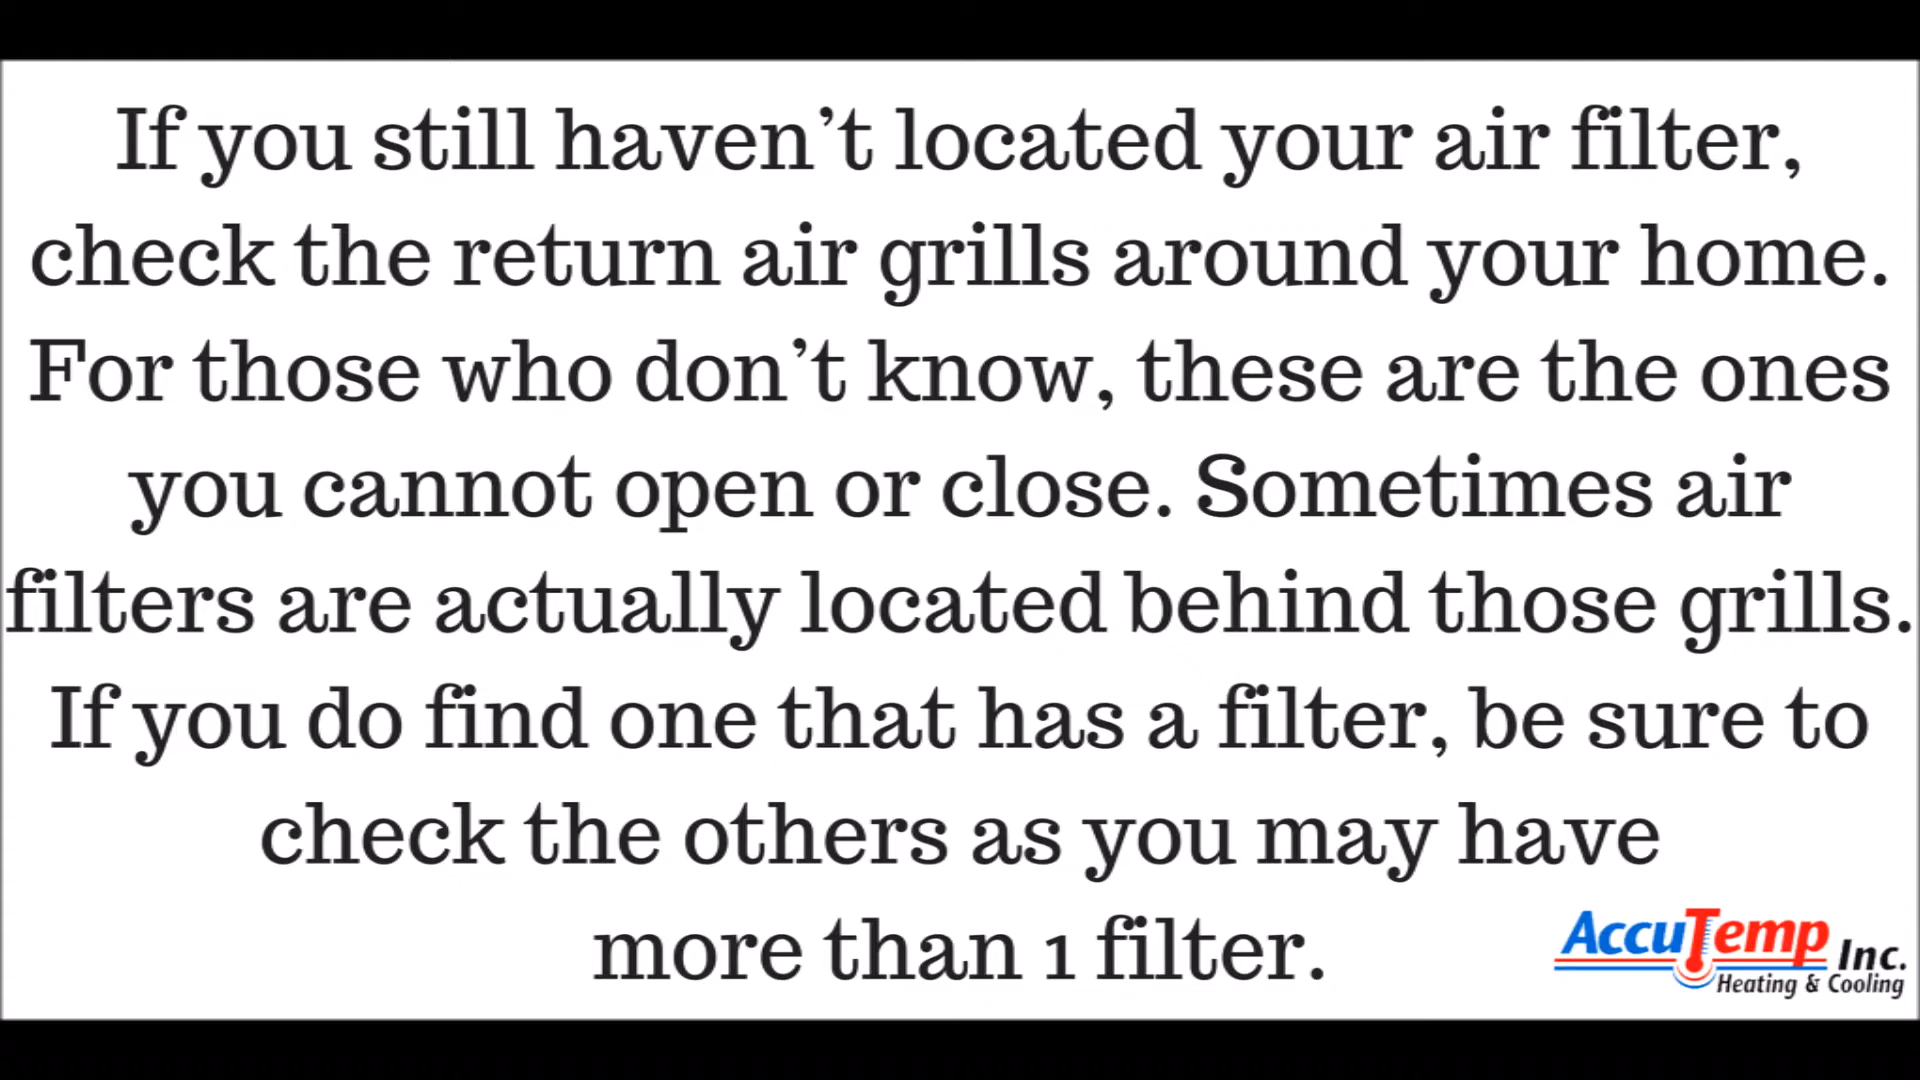 If you still haven’t located your air filter,
check the return air grills around your home.
For those who don’t know, these are the ones
you cannot open or close. Sometimes air
filters are actually located behind those grills.
If you do find one that has a filter, be sure to
check the others as you may have
more than 1 filter.
AccuTemp Inc.
Heating & Cooling